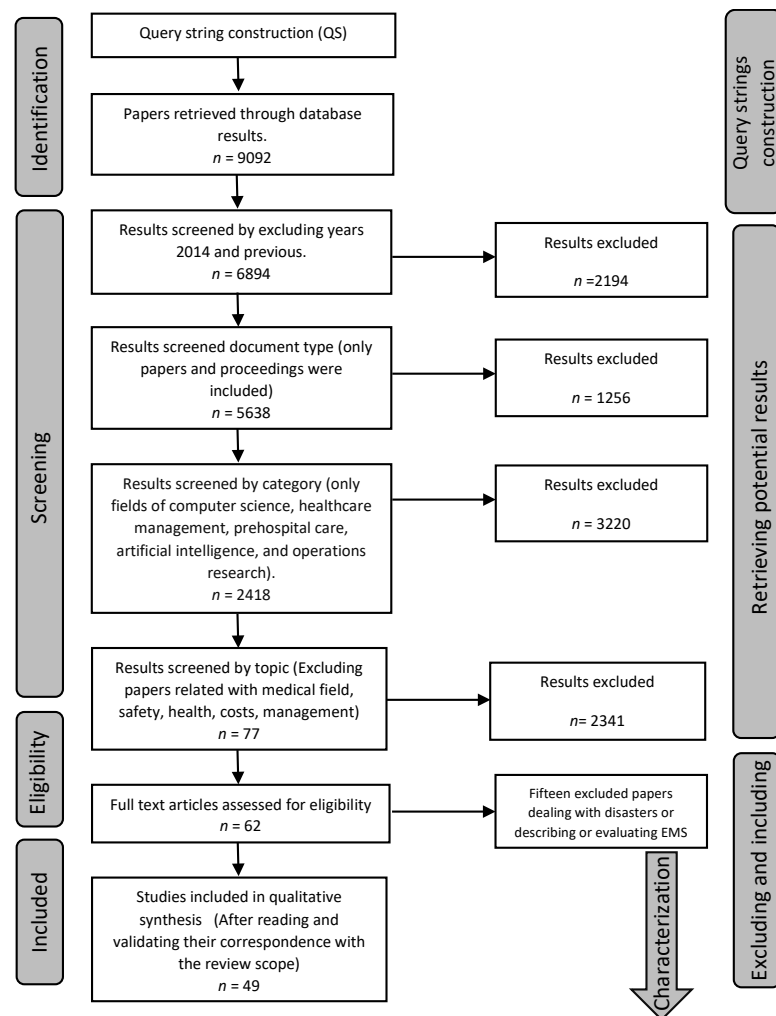 Identification
Query string construction (QS)
Query strings
construction
Papers retrieved through database
results.
n = 9092
Screening
Results screened by excluding years
2014 and previous.
n = 6894
Results excluded
n =2194
Retrieving potential results
Results screened document type (only
papers and proceedings were
included)
n = 5638
Results excluded
n = 1256
Results screened by category (only
fields of computer science, healthcare
management, prehospital care,
artificial intelligence, and operations
research).
n = 2418
Results excluded
n = 3220
Results screened by topic (Excluding
papers related with medical field,
safety, health, costs, management)
n = 77
Results excluded
n= 2341
Eligibility
Full text articles assessed for eligibility
n = 62
Fifteen excluded papers
dealing with disasters or
describing or evaluating EMS
Excluding and including
Included
Studies included in qualitative
synthesis (After reading and
validating their correspondence with
the review scope)
n = 49
Characterization